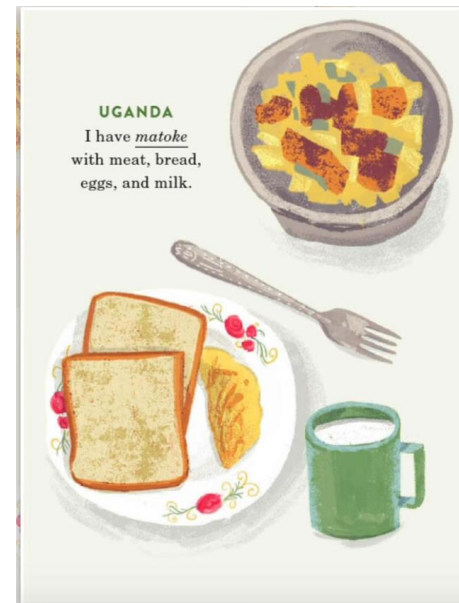 UGANDA
I have matoke
with meat, bread,
eggs, and milk.